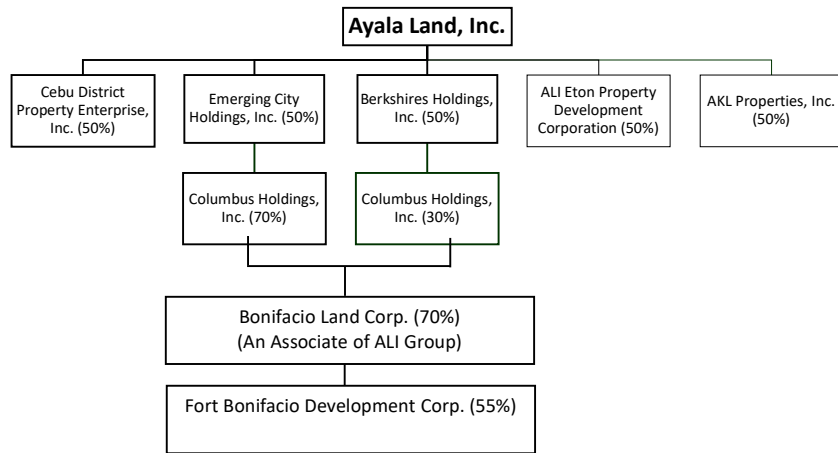 Ayala Land, Inc.
Cebu District
Property Enterprise,
Inc. (50%)
Emerging City
Holdings, Inc. (50%)
Berkshires Holdings,
Inc. (50%)
ALI Eton Property
Development
Corporation (50%)
AKL Properties, Inc.
(50%)
Columbus Holdings,
Inc. (70%)
Columbus Holdings,
Inc. (30%)
Bonifacio Land Corp. (70%)
(An Associate of ALI Group)
Fort Bonifacio Development Corp. (55%)